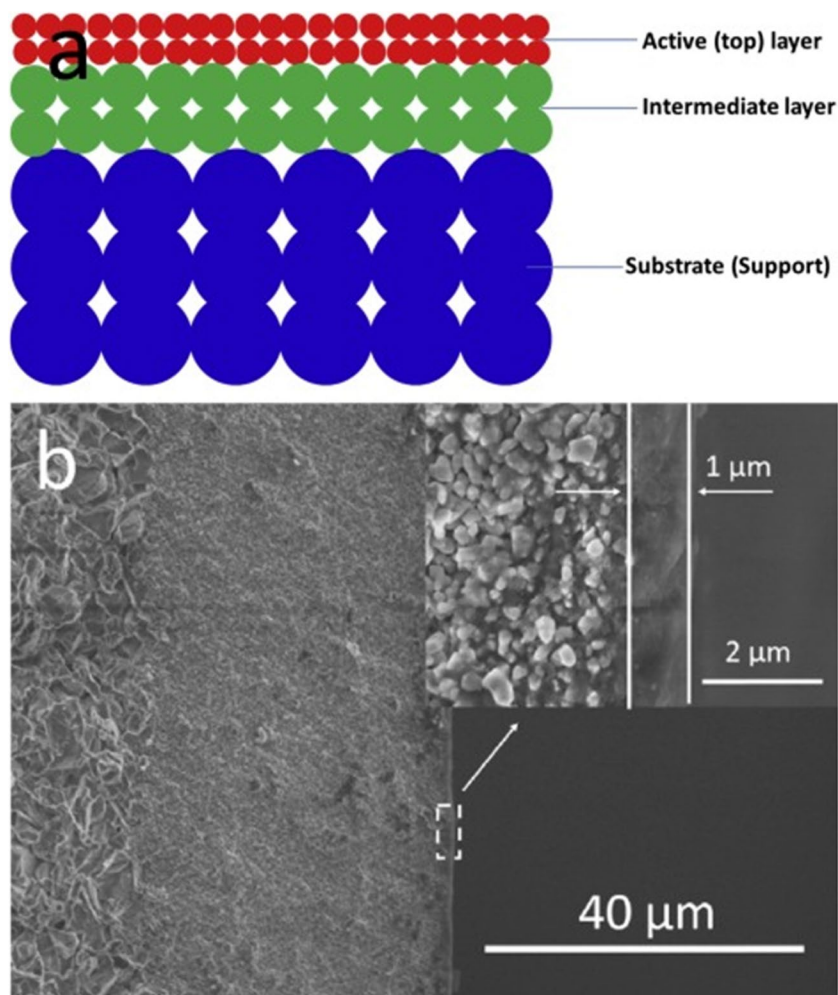 a
Active (top) layer
Intermediate layer
Substrate (Support)
b
1 μm
2 μm
40 μm